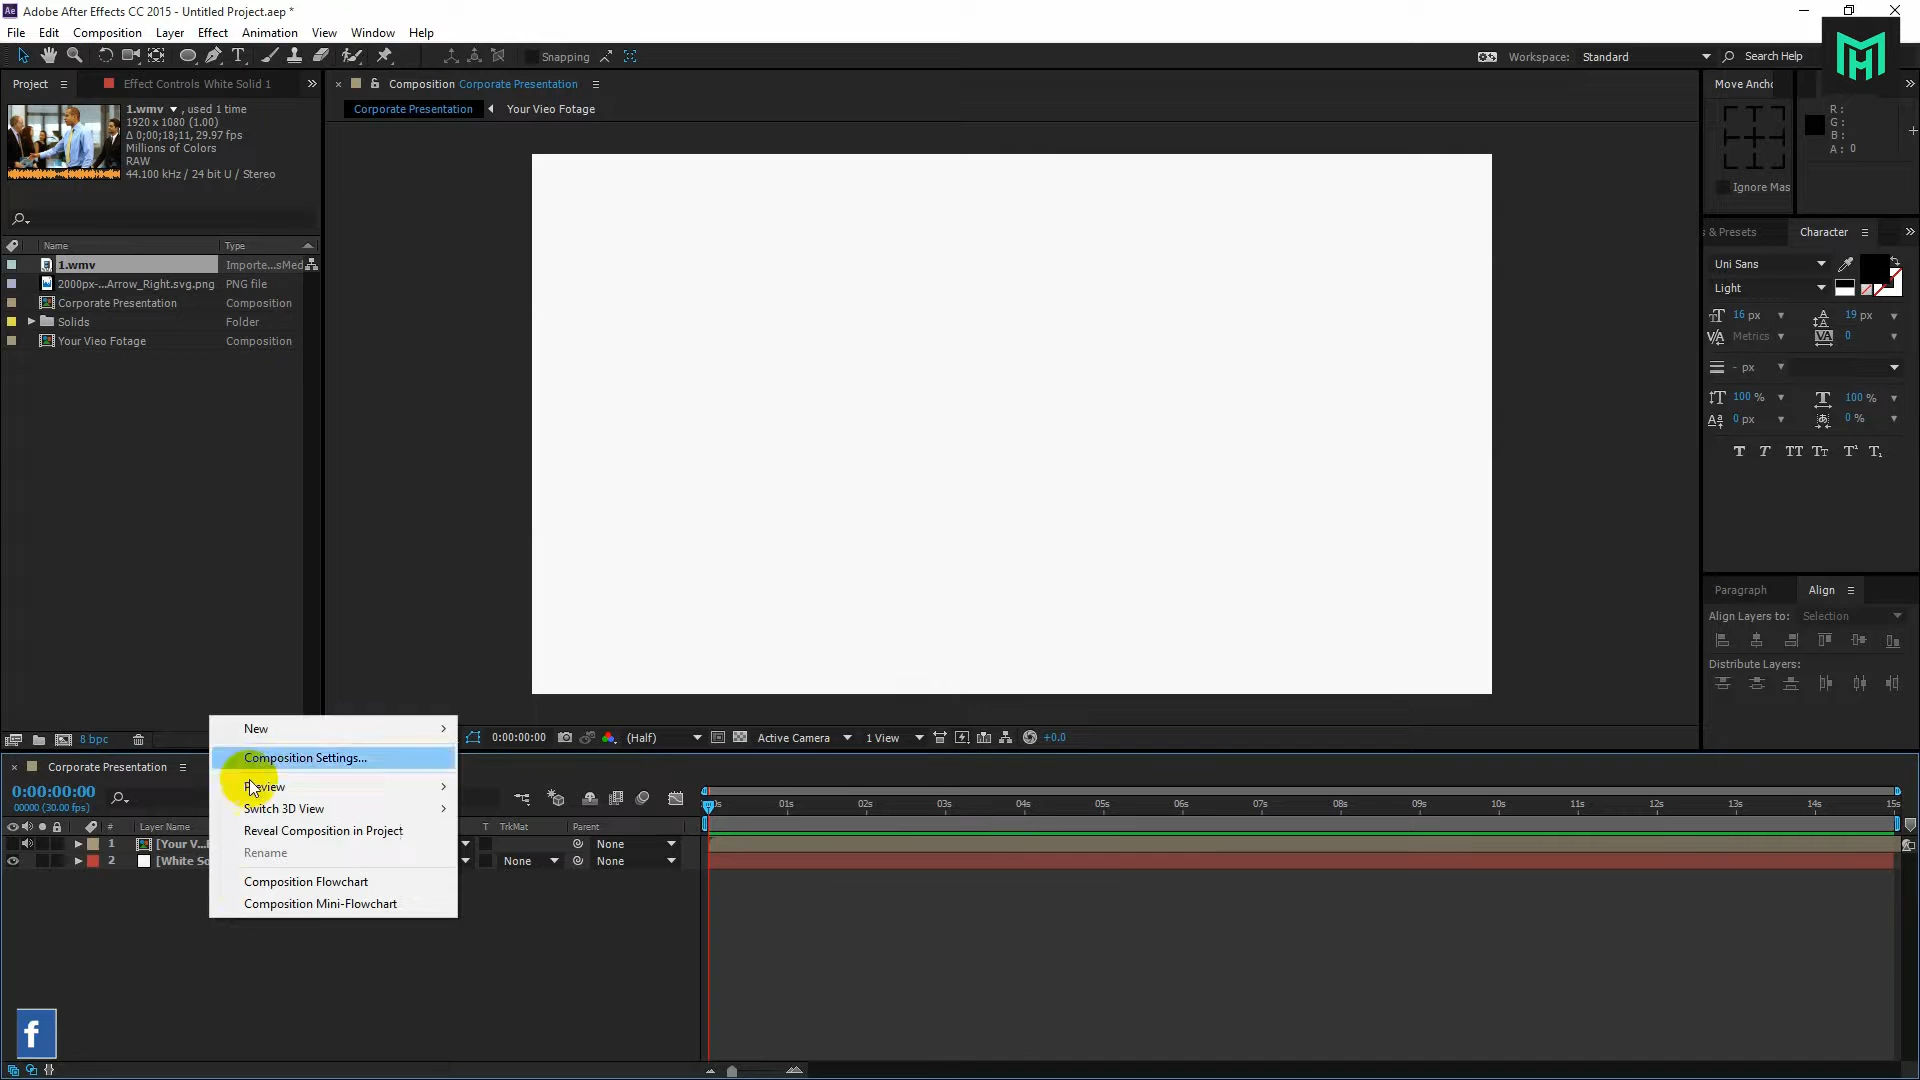 Adobe After Effects CC 2015 - Untitled Project.aep *
File Edit Composition Layer Effect Animation View Window Help
Snapping
Workspace: Standard
Search Help
Project
Effect Controls White Solid 1
Composition Corporate Presentation
Corporate Presentation
Your Vieo Fotage
1.wmv , used 1 time
1920 x 1080 (1.00)
Δ 0;00;18;11, 29.97 fps
Millions of Colors
RAW
44.100 kHz / 24 bit U / Stereo
Name Type
1.wmv Importe...sMed
2000px-...Arrow_Right.svg.png PNG file
Corporate Presentation Composition
Solids Folder
Your Vieo Fotage Composition
8 bpc
Move Ancho
R :
G :
B :
A : 0
Ignore Mas
s & Presets
Character
Uni Sans
Light
16 px 19 px
Metrics 0
- px
100 % 100 %
0 px 0 %
Paragraph Align
Align Layers to: Selection
Distribute Layers:
0:00:00:00 (Half) Active Camera 1 View +0.0
New
Composition Settings...
Preview
Switch 3D View
Reveal Composition in Project
Rename
Composition Flowchart
Composition Mini-Flowchart
Corporate Presentation
0:00:00:00
00000 (30.00 fps)
# Layer Name T TrkMat Parent
1 [Your V... None
2 [White So None None
01s 02s 03s 04s 05s 06s 07s 08s 09s 10s 11s 12s 13s 14s 15s
f